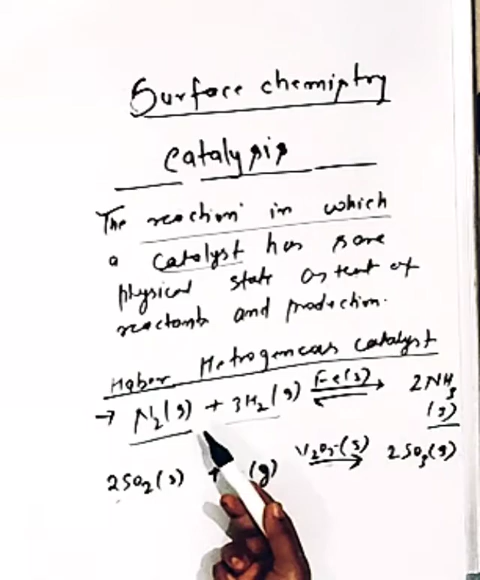 Surface chemistry
Catalysis
The reaction in which
a catalyst has same
physical state as that of
reactants and prodection.
Haber Hetrogeneous catalyst
→ N2(g) + 3H2(g) Fe(s) ⇌ 2NH3
(g)
2SO2(g) + (g) V2O5(s) → 2SO3(g)